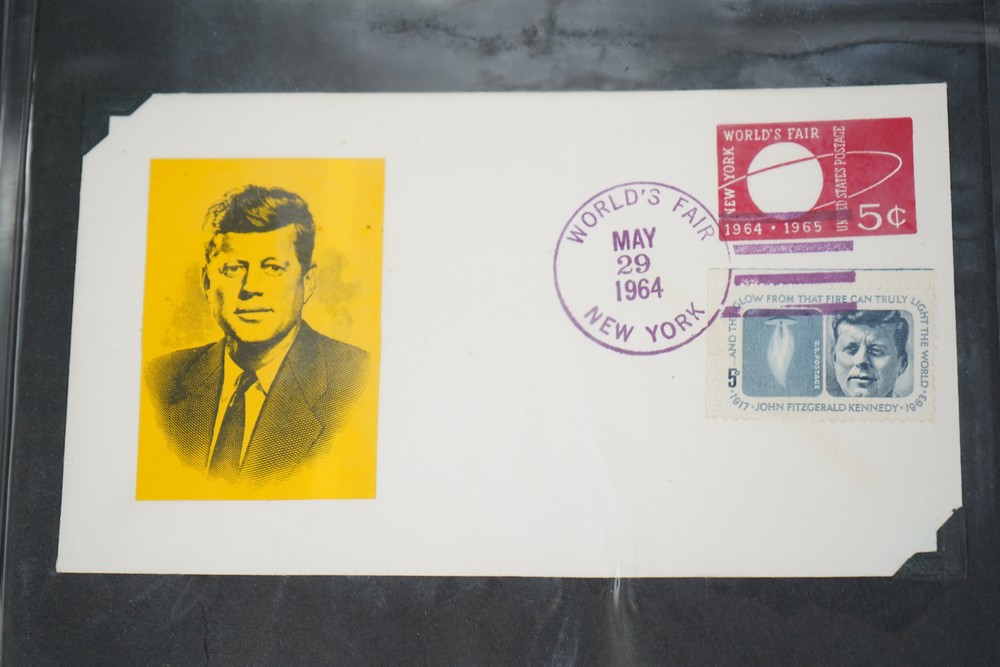 WORLD'S FAIR
NEW YORK
UNITED STATES POSTAGE
1964 • 1965
5¢
WORLD'S FAIR
MAY
29
1964
NEW YORK
AND THE GLOW FROM THAT FIRE CAN TRULY LIGHT THE WORLD
5¢
U.S. POSTAGE
•1917•JOHN FITZGERALD KENNEDY•1963•